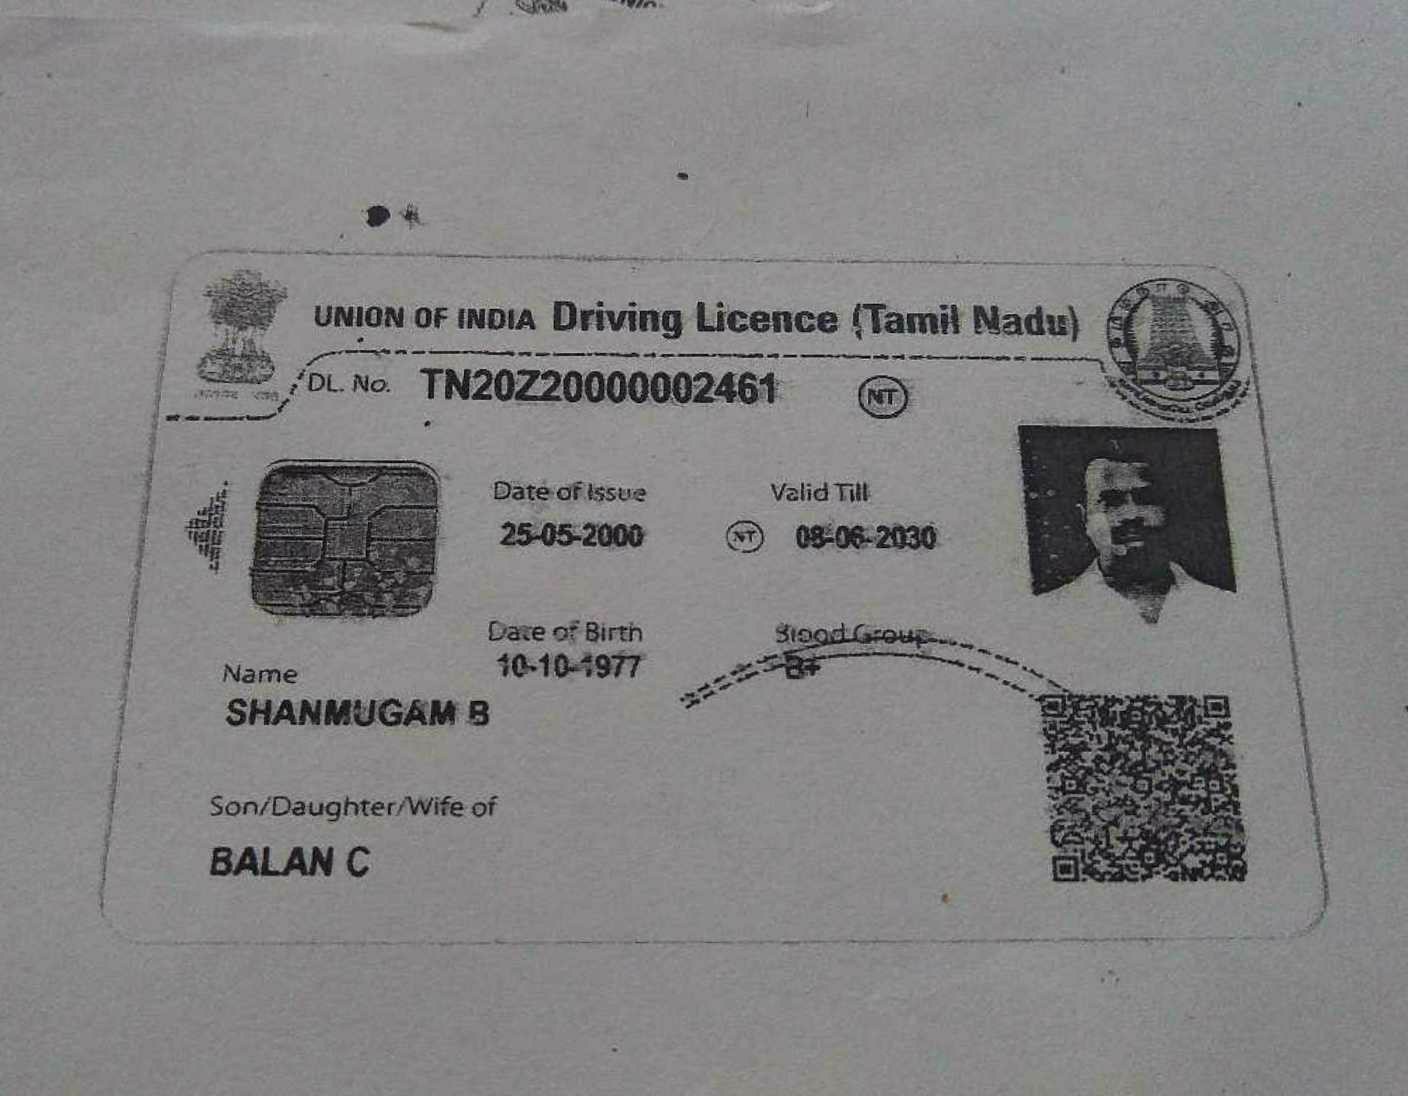 UNION OF INDIA Driving Licence (Tamil Nadu)
DL. No. TN20Z20000002461 NT
Date of Issue Valid Till
25-05-2000 NT 08-06-2030
Date of Birth Blood Group
10-10-1977 B+
Name
SHANMUGAM B
Son/Daughter/Wife of
BALAN C